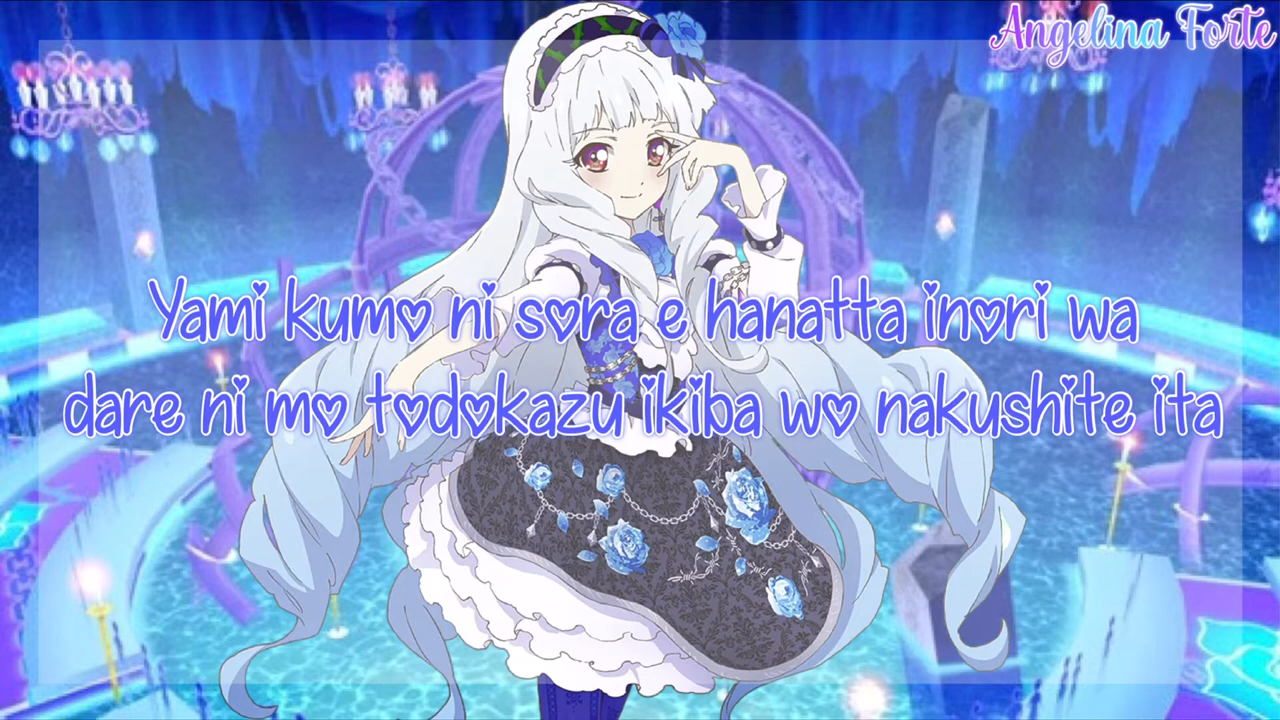 Angelina Forte
Yami kumo ni sora e hanatta inori wa
dare ni mo todokazu ikiba wo nakushite ita